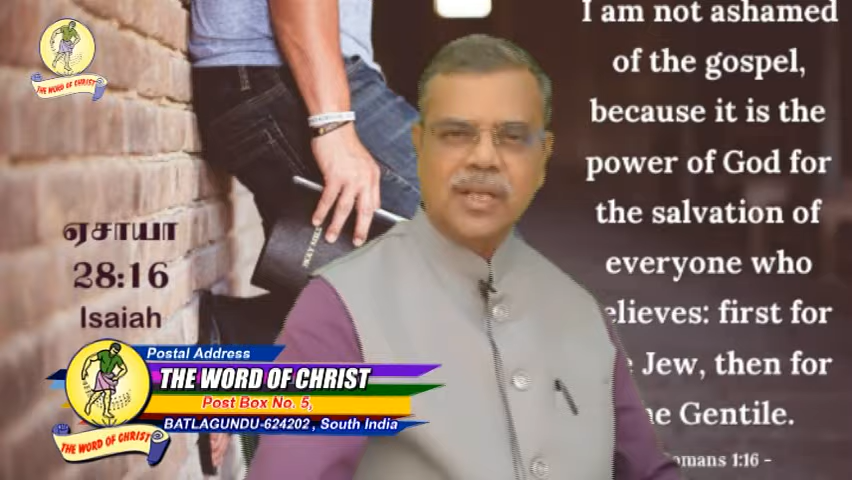 THE WORD OF CHRIST
I am not ashamed
of the gospel,
because it is the
power of God for
the salvation of
everyone who
elieves: first for
Jew, then for
Gentile.
omans 1:16 -
HOLY BIBLE
ஏசாயா
28:16
Isaiah
Postal Address
THE WORD OF CHRIST
Post Box No. 5,
BATLAGUNDU-624202 , South India
THE WORD OF CHRIST